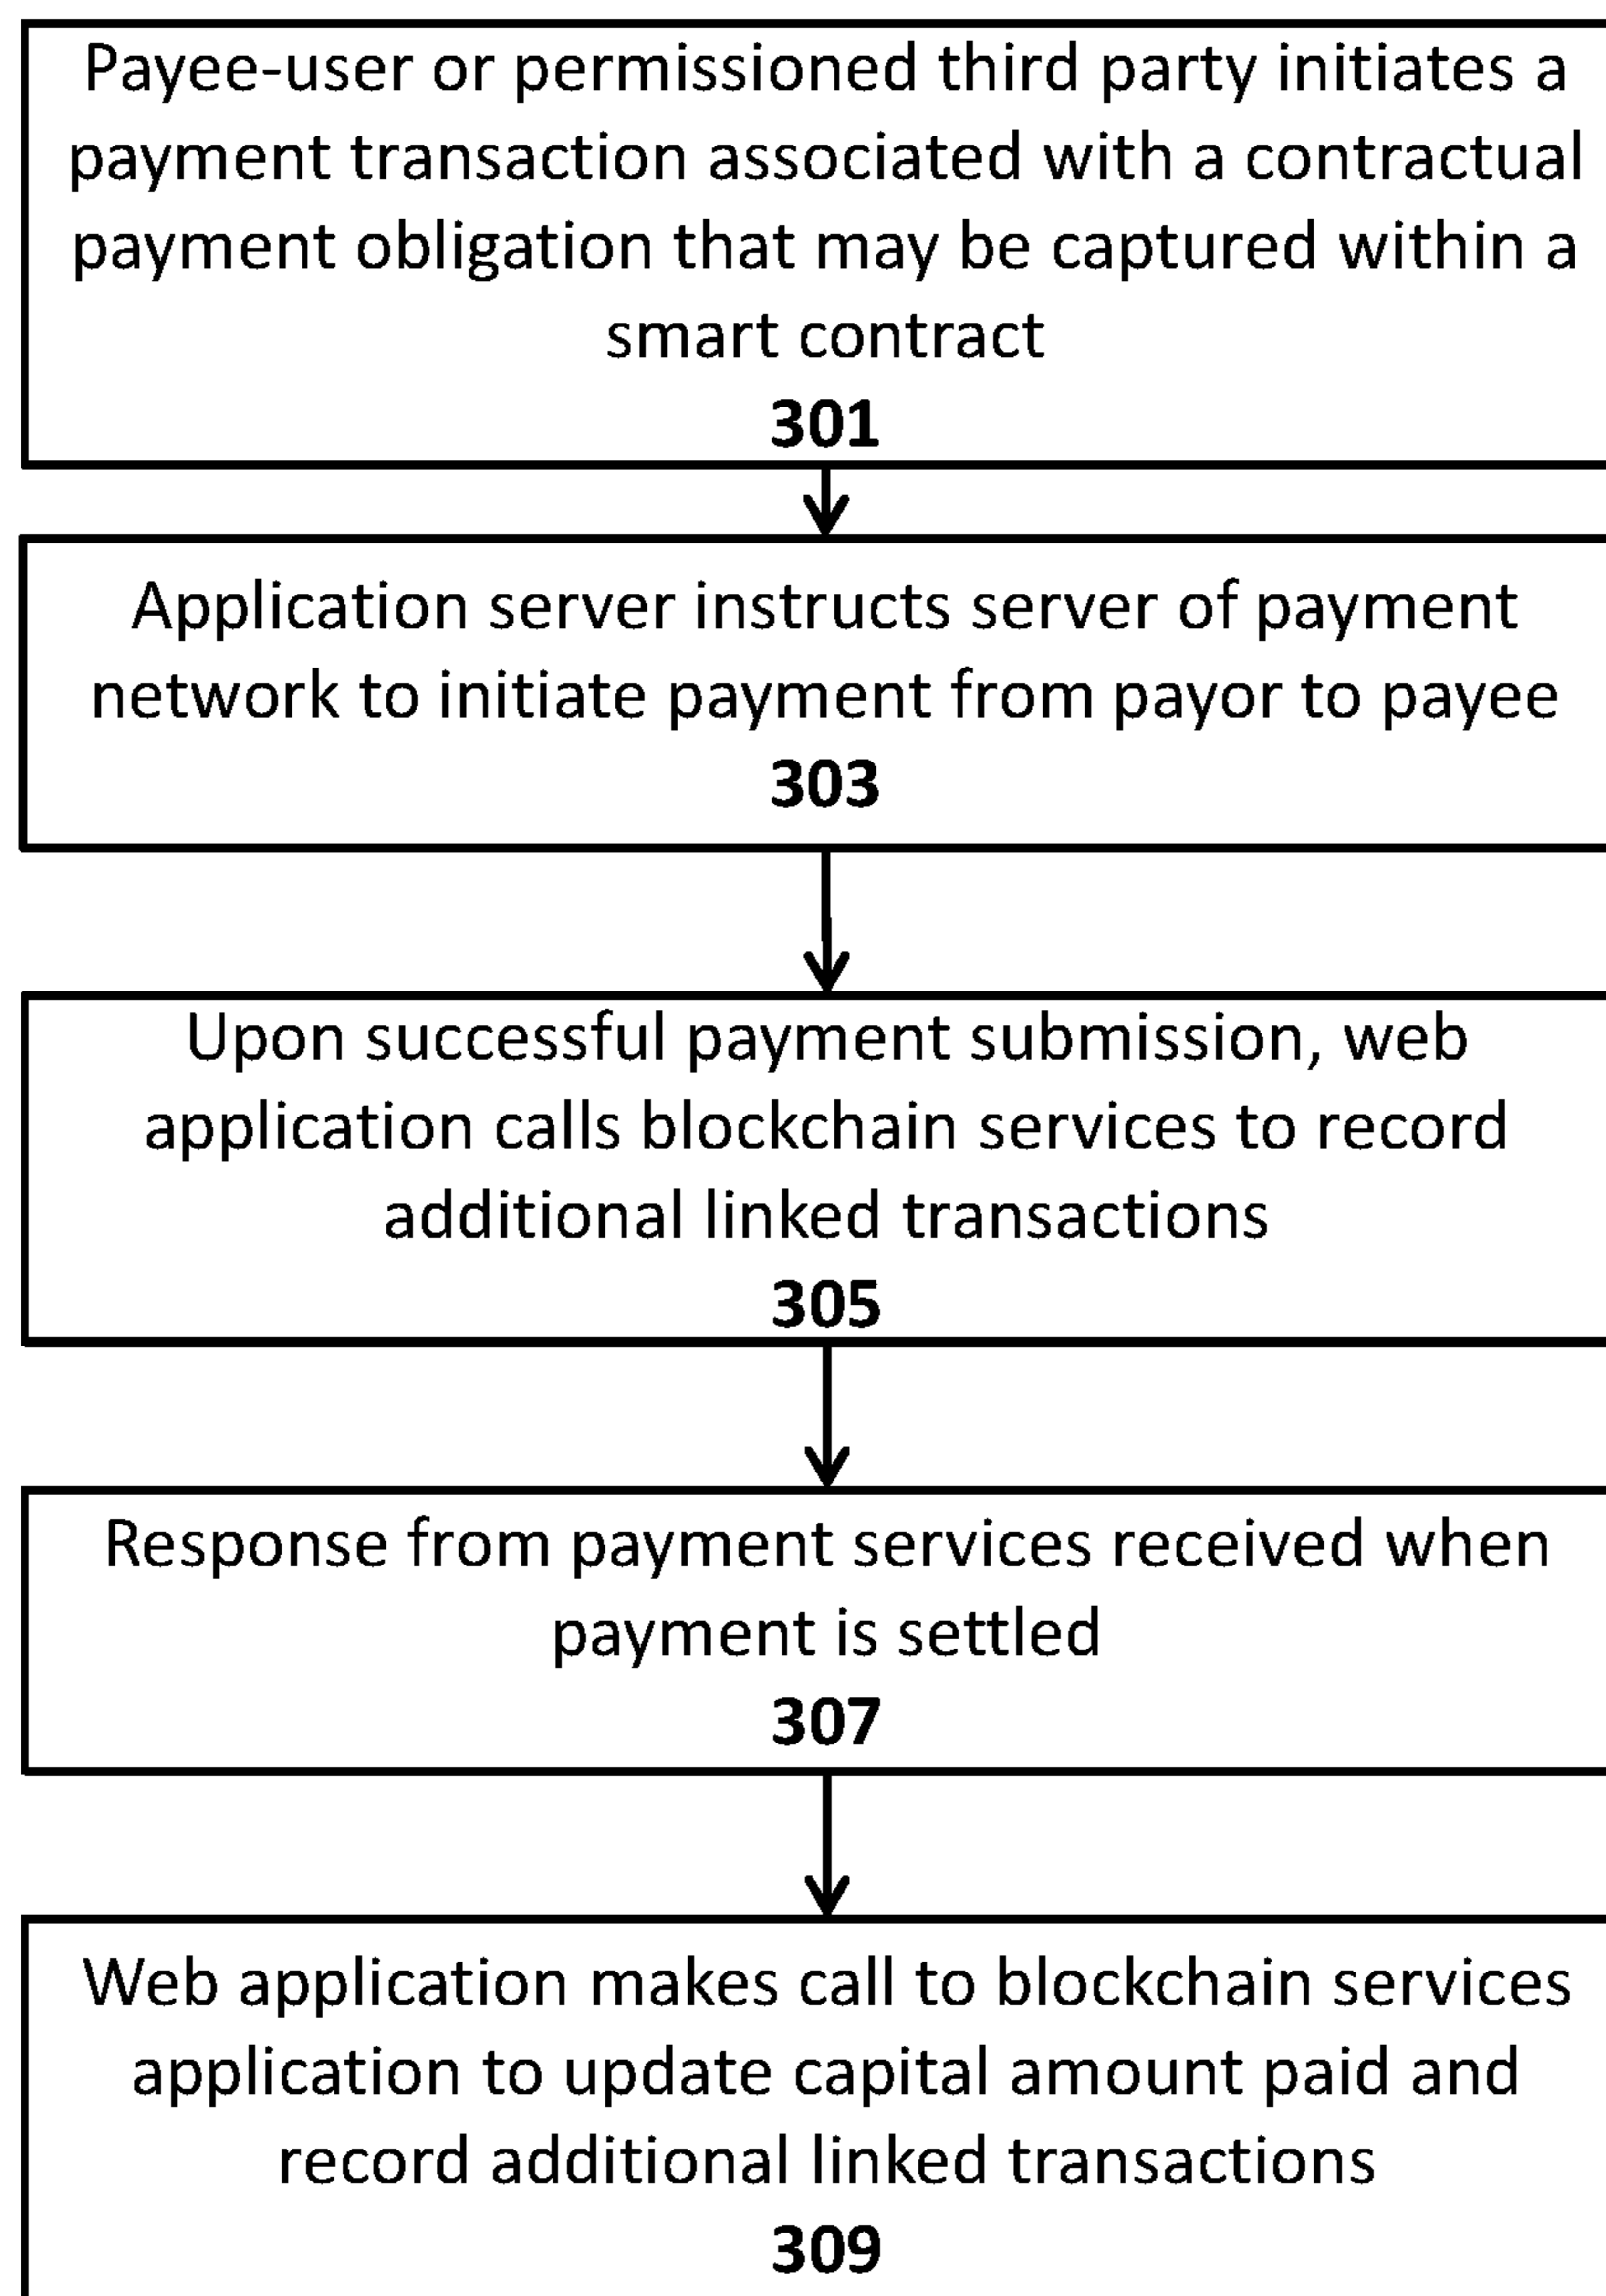 Payee-user or permissioned third party initiates a
payment transaction associated with a contractual
payment obligation that may be captured within a
smart contract
301
Application server instructs server of payment
network to initiate payment from payor to payee
303
Upon successful payment submission, web
application calls blockchain services to record
additional linked transactions
305
Response from payment services received when
payment is settled
307
Web application makes call to blockchain services
application to update capital amount paid and
record additional linked transactions
309